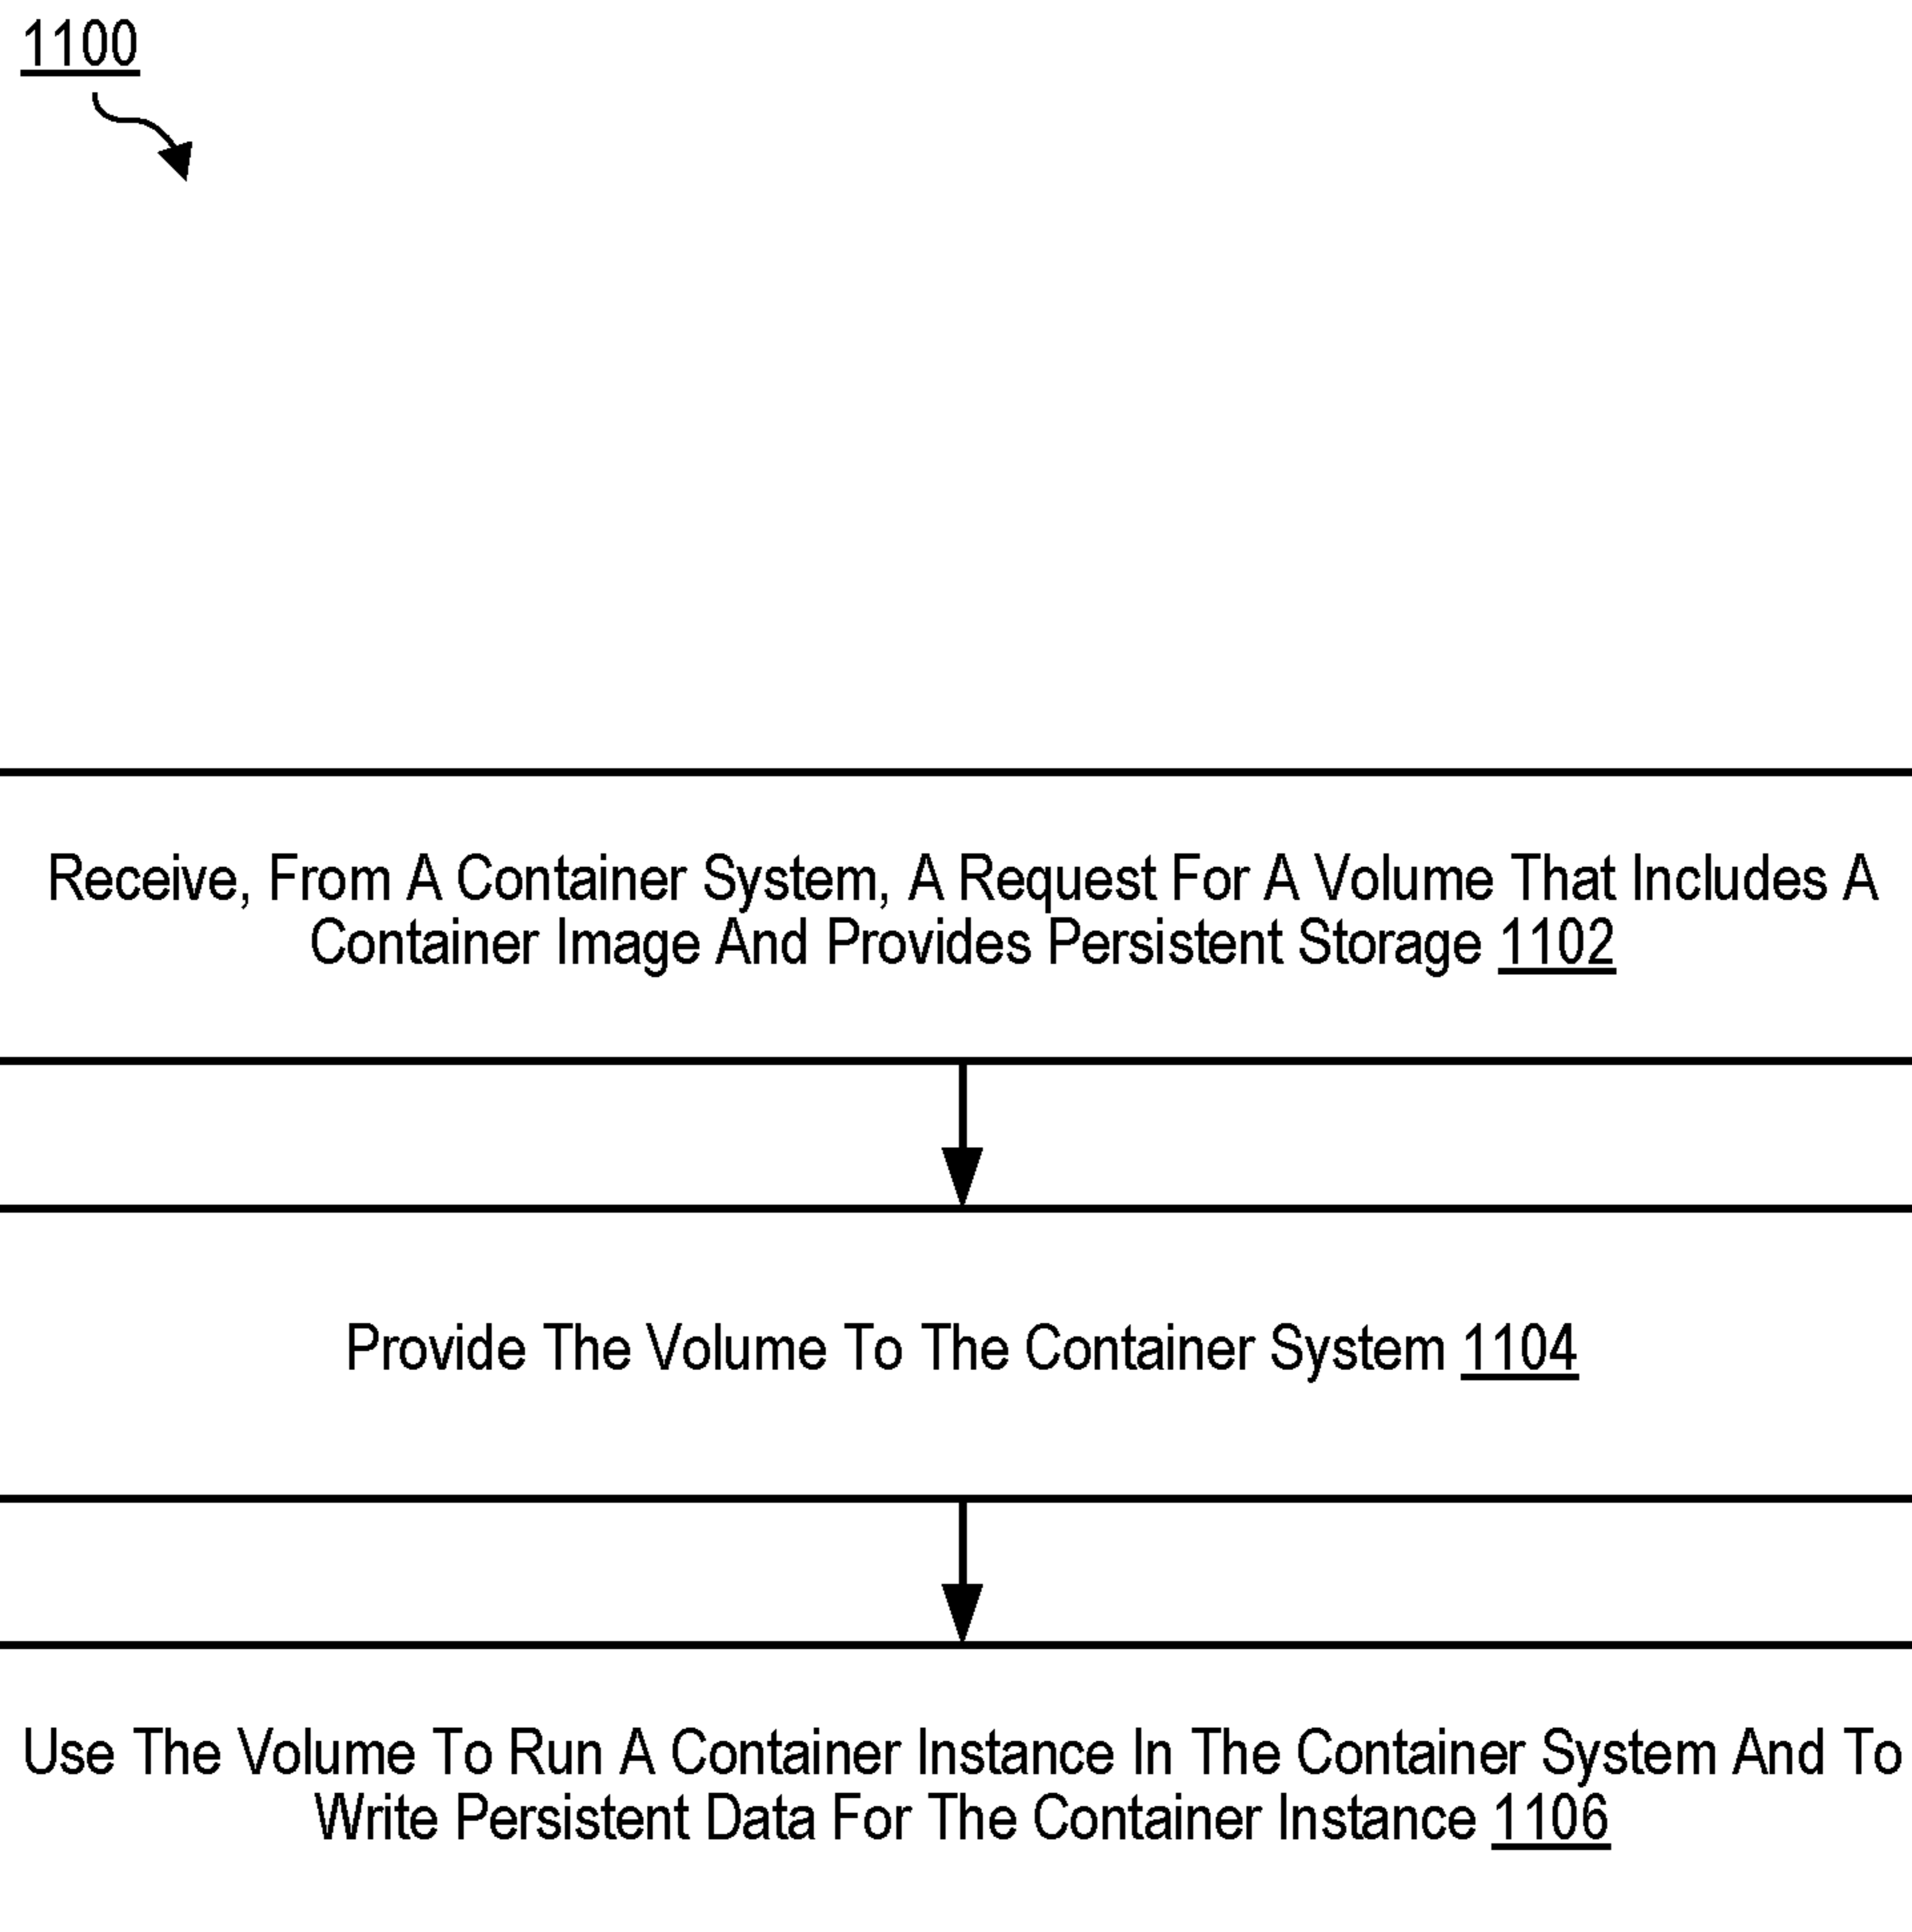 1100
Receive, From A Container System, A Request For A Volume That Includes A
Container Image And Provides Persistent Storage 1102
Provide The Volume To The Container System 1104
Use The Volume To Run A Container Instance In The Container System And To
Write Persistent Data For The Container Instance 1106